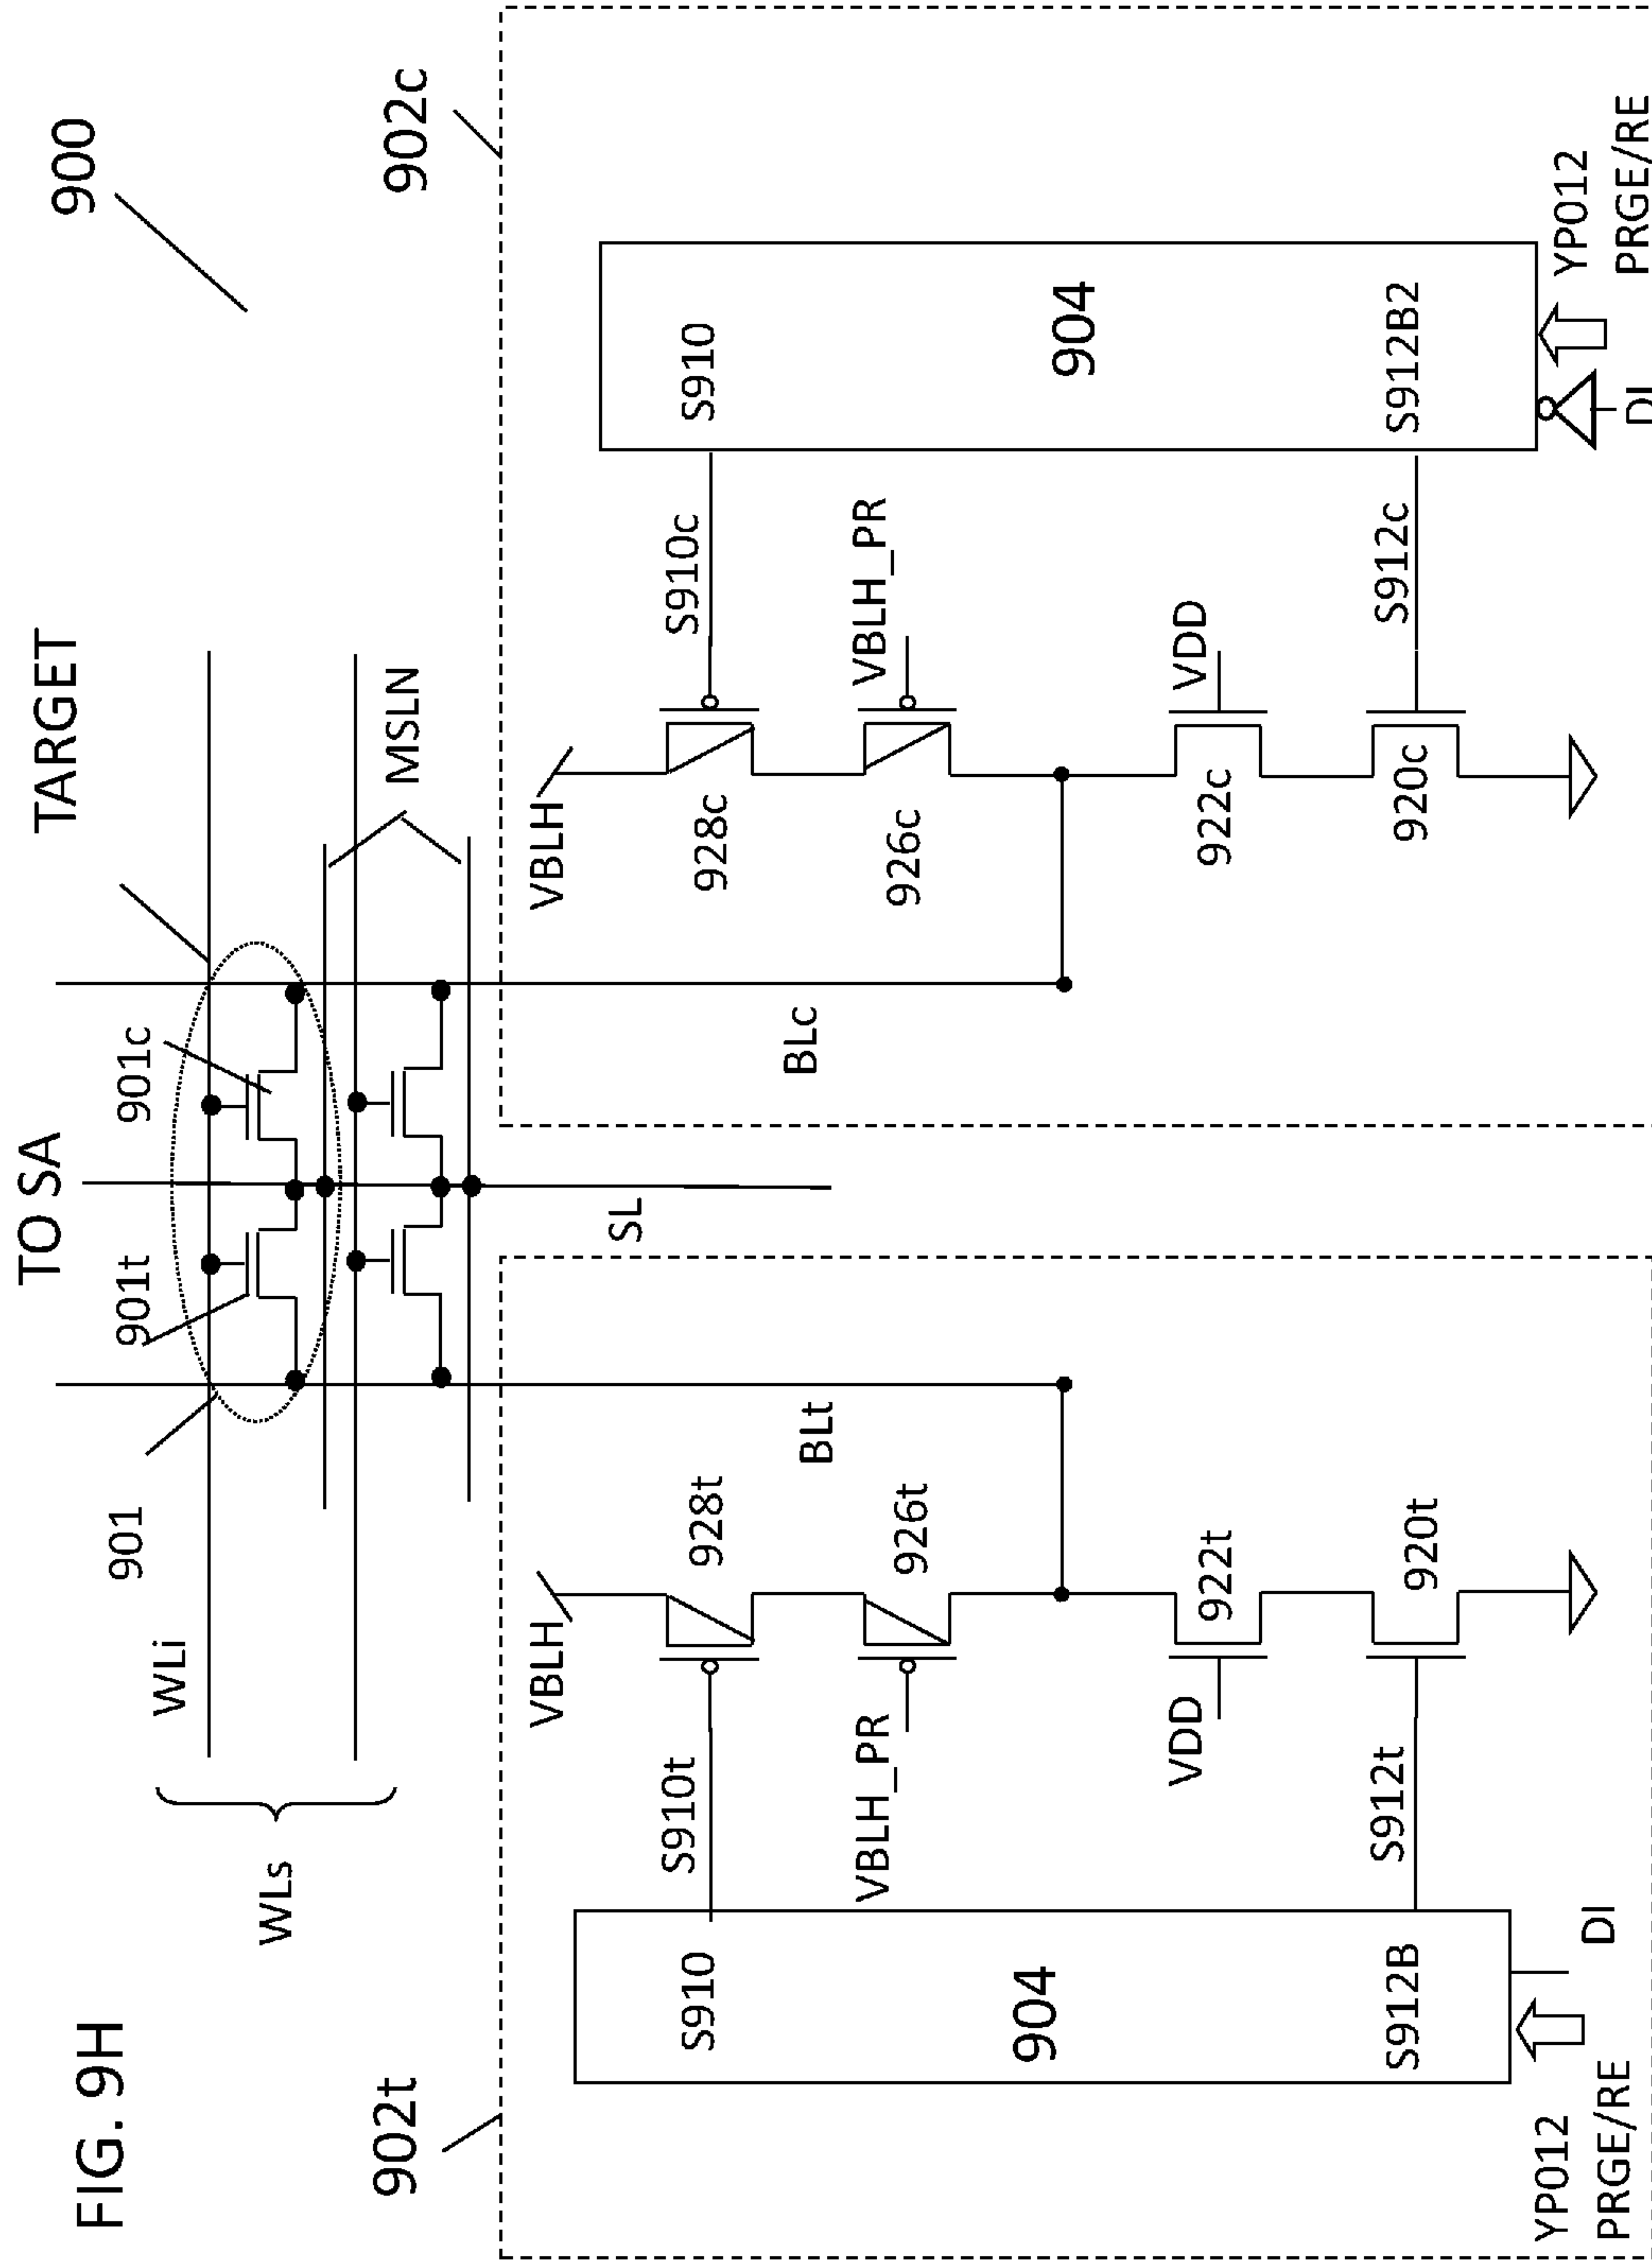 FIG. 9H
TO SA
TARGET
900
901
901t
901c
WLi
WLs
MSLN
902t
902c
SL
VBLH
VBLH
S910
S910t
928t
928c
S910c
S910
BLt
BLc
VBLH_PR
926t
926c
VBLH_PR
904
904
VDD
922t
922c
VDD
S912B
S912t
920t
920c
S912c
S912B2
YP012
PRGE/RE
DI
DI
YP012
PRGE/RE